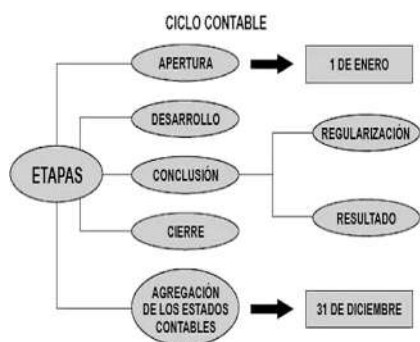 CICLO CONTABLE
APERTURA
1 DE ENERO
DESARROLLO
REGULARIZACIÓN
ETAPAS
CONCLUSIÓN
RESULTADO
CIERRE
AGREGACIÓN
DE LOS ESTADOS
CONTABLES
31 DE DICIEMBRE